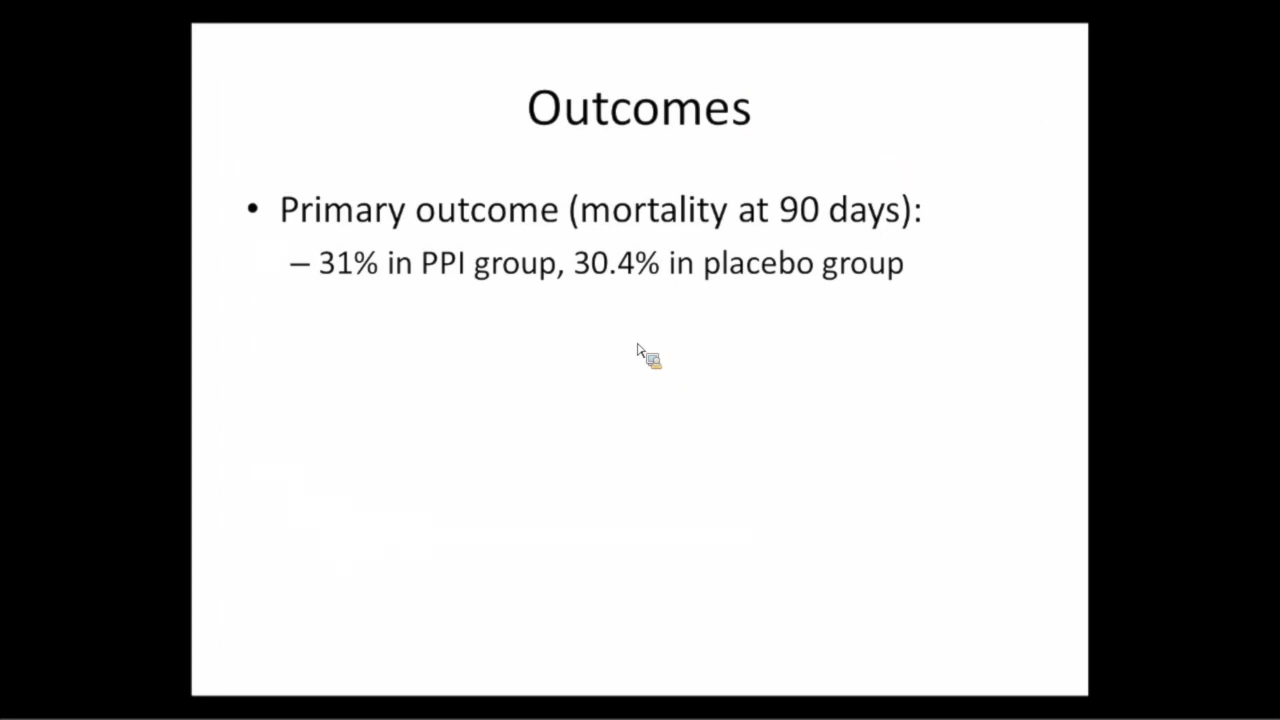 Outcomes
• Primary outcome (mortality at 90 days):
– 31% in PPI group, 30.4% in placebo group